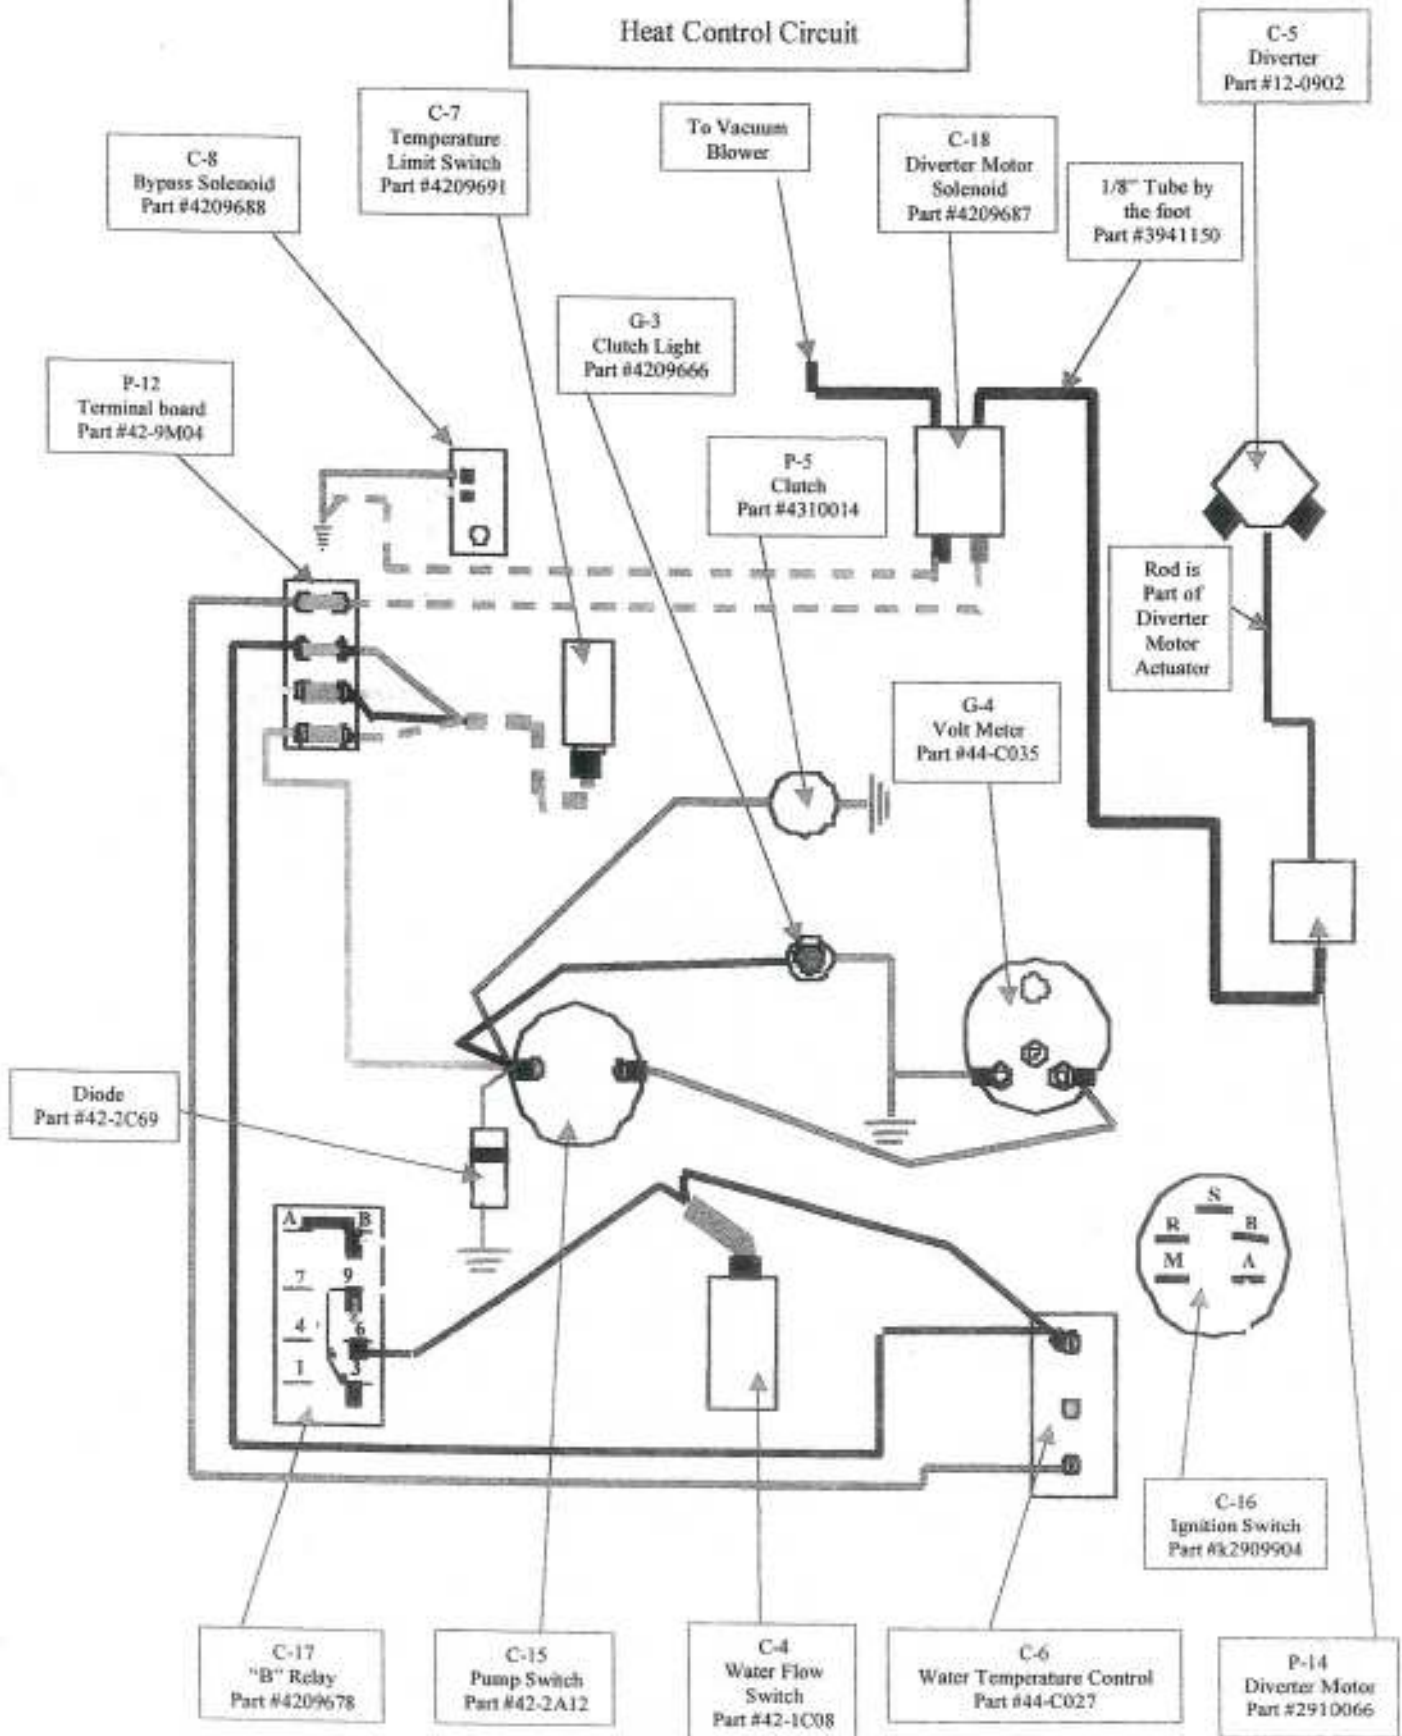 Heat Control Circuit
C-5
Diverter
Part #12-0902
C-7
Temperature
Limit Switch
Part #4209691
To Vacuum
Blower
C-18
Diverter Motor
Solenoid
Part #4209687
C-8
Bypass Solenoid
Part #4209688
1/8" Tube by
the foot
Part #3941150
G-3
Clutch Light
Part #4209666
P-12
Terminal board
Part #42-9M04
P-5
Clutch
Part #4310014
Rod is
Part of
Diverter
Motor
Actuator
G-4
Volt Meter
Part #44-C035
Diode
Part #42-2C69
S
R
B
M
A
A
B
7
9
4
6
1
3
C-16
Ignition Switch
Part #k2909904
C-17
"B" Relay
Part #4209678
C-15
Pump Switch
Part #42-2A12
C-4
Water Flow
Switch
Part #42-1C08
C-6
Water Temperature Control
Part #44-C027
P-14
Diverter Motor
Part #2910066